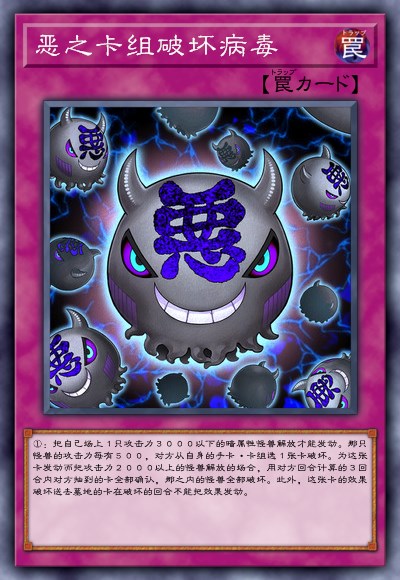 恶之卡组破坏病毒
トラップ
罠
【罠カード】
トラップ
悪
悪
悪
悪
①：把自己场上1只攻击力3000以下的暗属性怪兽解放才能发动。那只
怪兽的攻击力每有500，对方从自身的手卡·卡组选1张卡破坏。为这张
卡发动而把攻击力2000以上的怪兽解放的场合，用对方回合计算的3回
合内对方抽到的卡全部确认，那之内的怪兽全部破坏。此外，这张卡的效果
破坏送去墓地的卡在破坏的回合不能把效果发动。